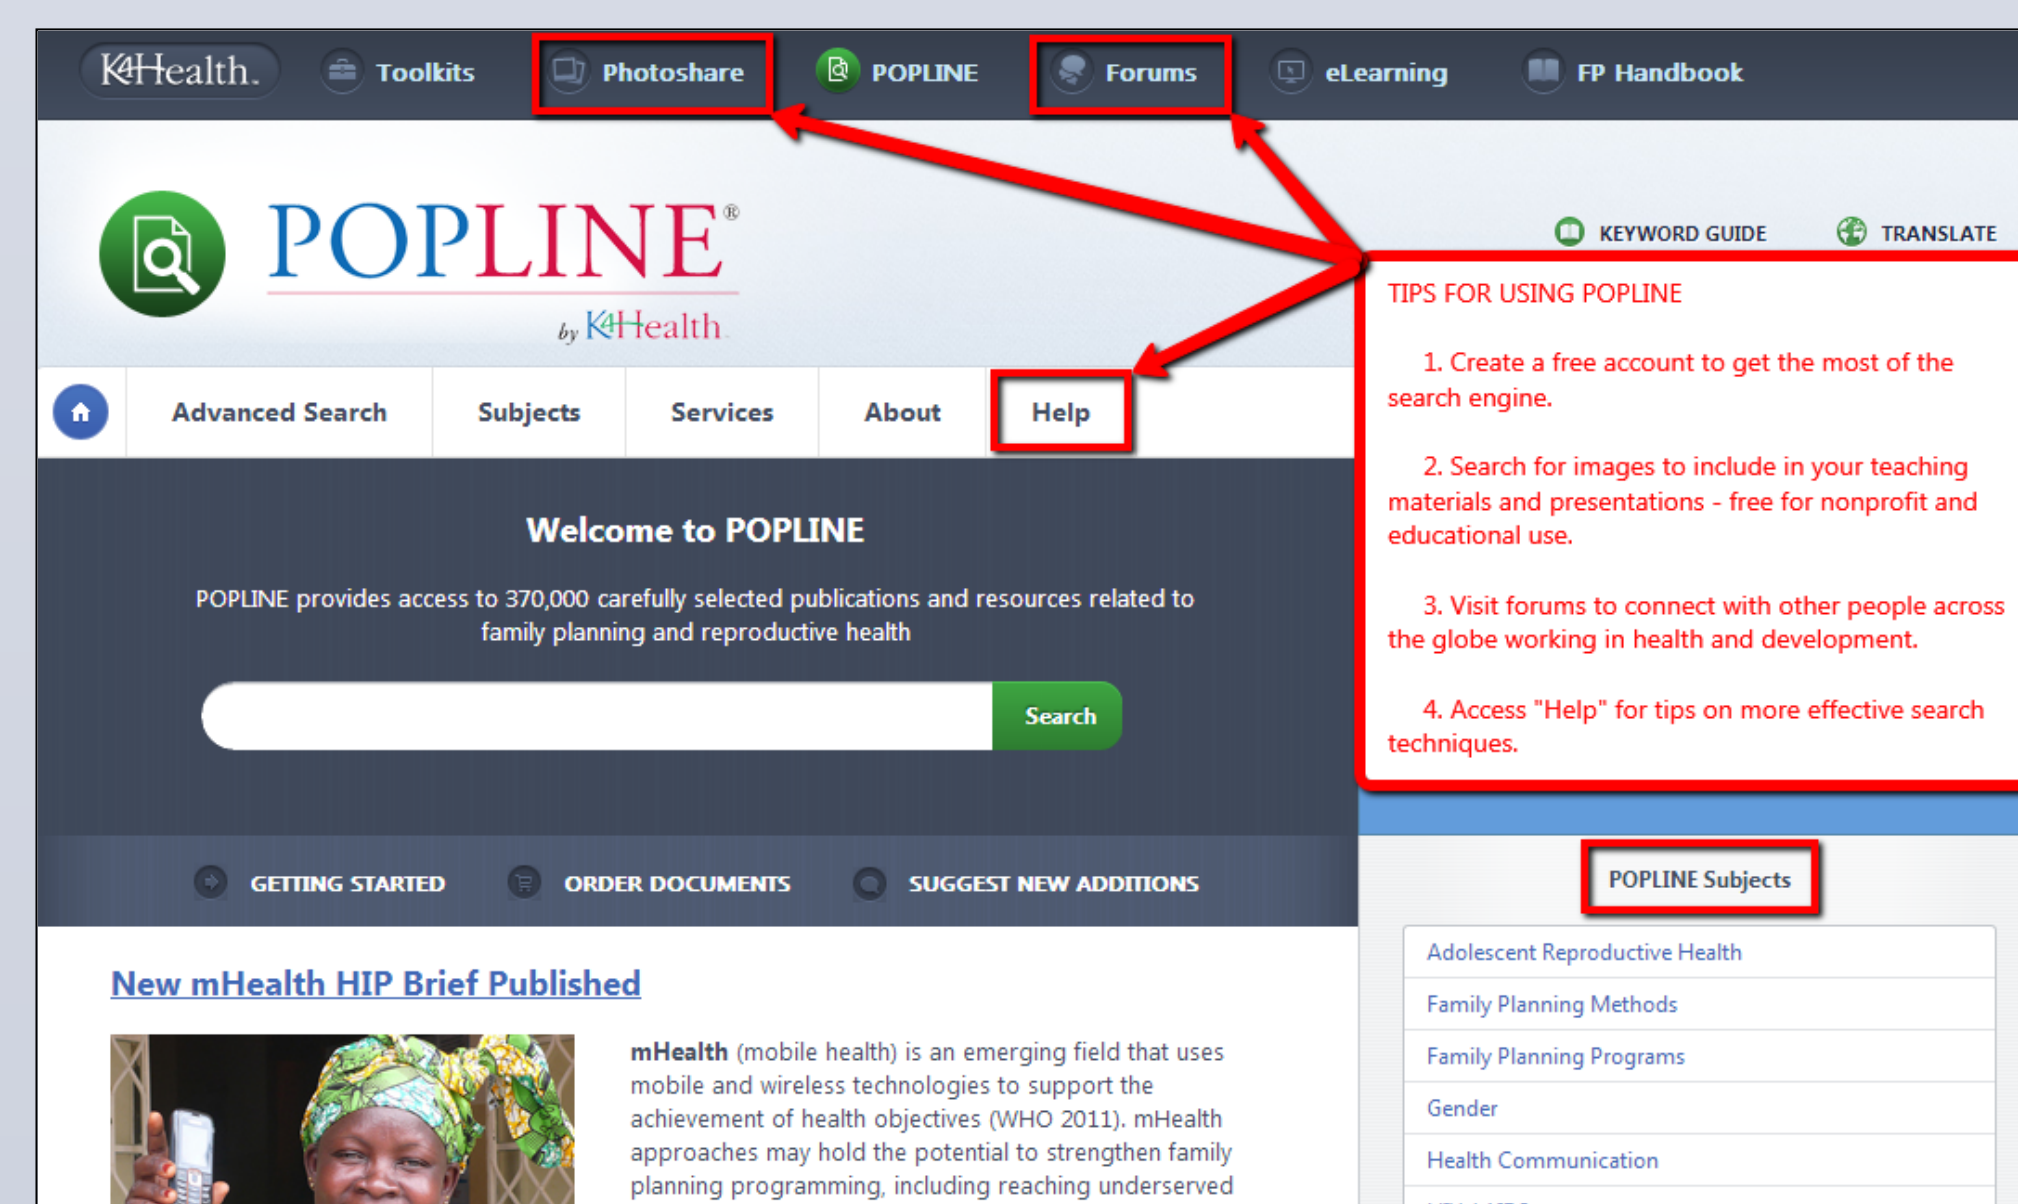 K4Health.
Toolkits
Photoshare
POPLINE
Forums
eLearning
FP Handbook
POPLINE®
by K4Health
KEYWORD GUIDE
TRANSLATE
Advanced Search
Subjects
Services
About
Help
TIPS FOR USING POPLINE
1. Create a free account to get the most of the
search engine.
2. Search for images to include in your teaching
materials and presentations - free for nonprofit and
educational use.
3. Visit forums to connect with other people across
the globe working in health and development.
4. Access "Help" for tips on more effective search
techniques.
Welcome to POPLINE
POPLINE provides access to 370,000 carefully selected publications and resources related to
family planning and reproductive health
Search
GETTING STARTED
ORDER DOCUMENTS
SUGGEST NEW ADDITIONS
New mHealth HIP Brief Published
mHealth (mobile health) is an emerging field that uses
mobile and wireless technologies to support the
achievement of health objectives (WHO 2011). mHealth
approaches may hold the potential to strengthen family
planning programming, including reaching underserved
POPLINE Subjects
Adolescent Reproductive Health
Family Planning Methods
Family Planning Programs
Gender
Health Communication